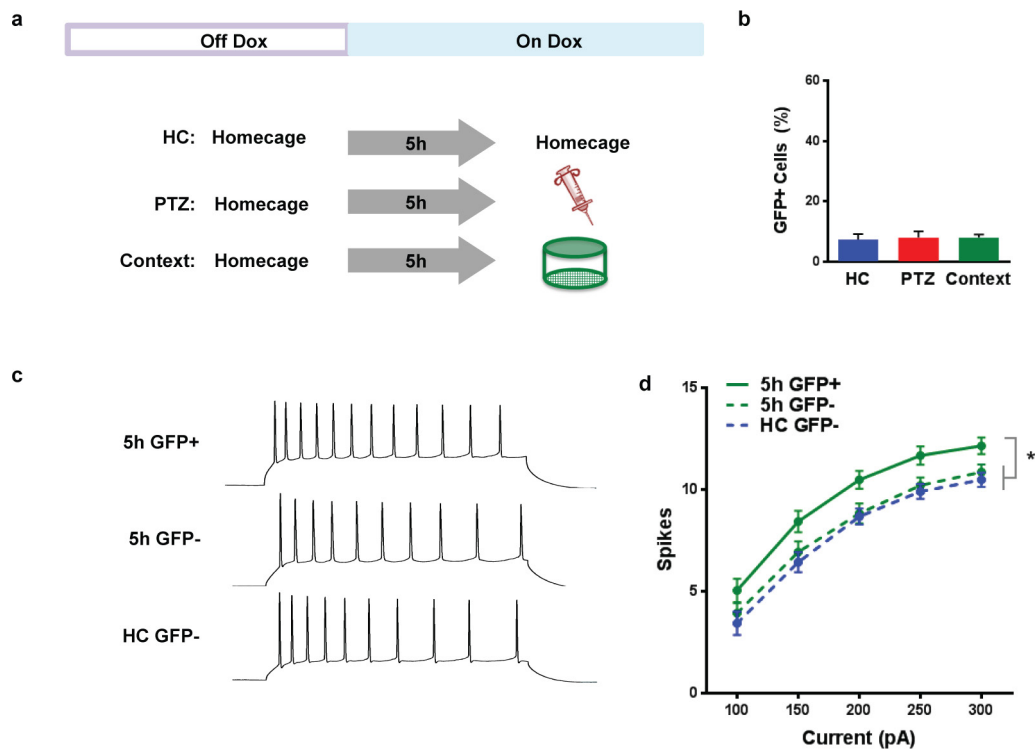 a
Off Dox On Dox
HC: Homecage 5h Homecage
PTZ: Homecage 5h
Context: Homecage 5h
b
GFP+ Cells (%)
60
40
20
0
HC PTZ Context
c
5h GFP+
5h GFP-
HC GFP-
d
5h GFP+
5h GFP-
HC GFP-
Spikes
15
10
5
0
*
100 150 200 250 300
Current (pA)